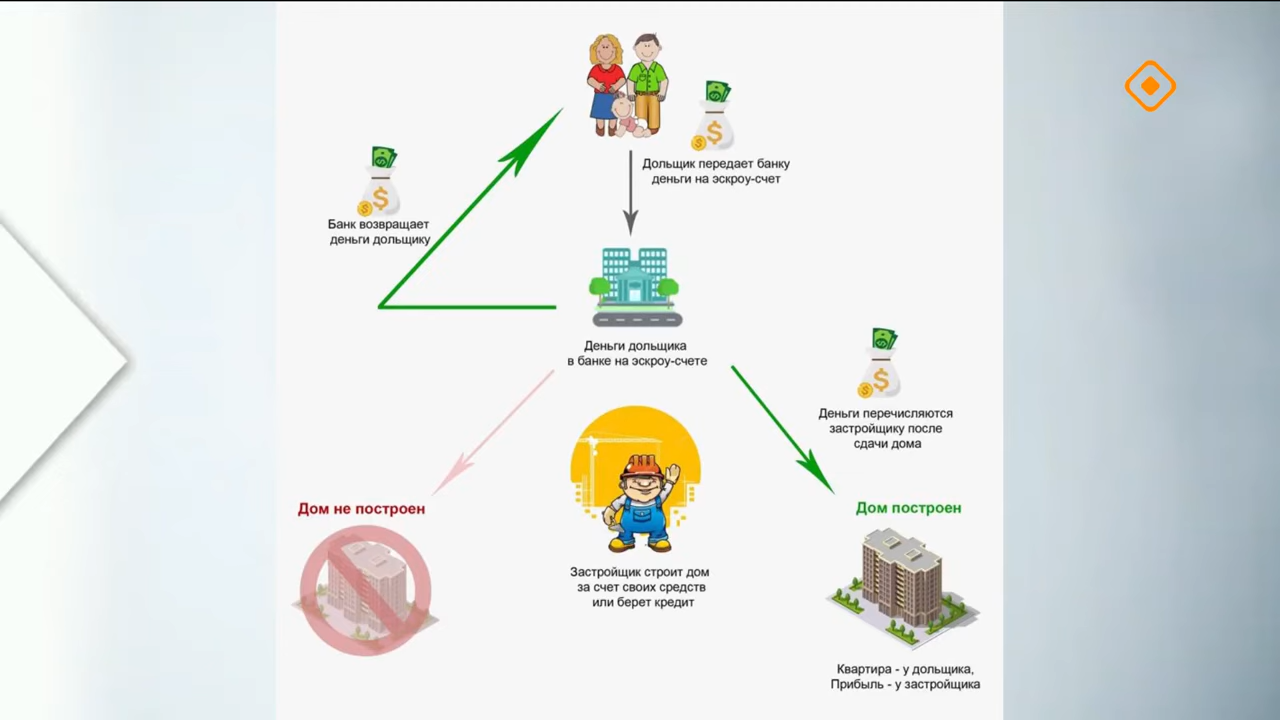 Дольщик передает банку
деньги на эскроу-счет
Банк возвращает
деньги дольщику
Деньги дольщика
в банке на эскроу-счете
Деньги перечисляются
застройщику после
сдачи дома
Дом не построен
Дом построен
Застройщик строит дом
за счет своих средств
или берет кредит
Квартира - у дольщика,
Прибыль - у застройщика